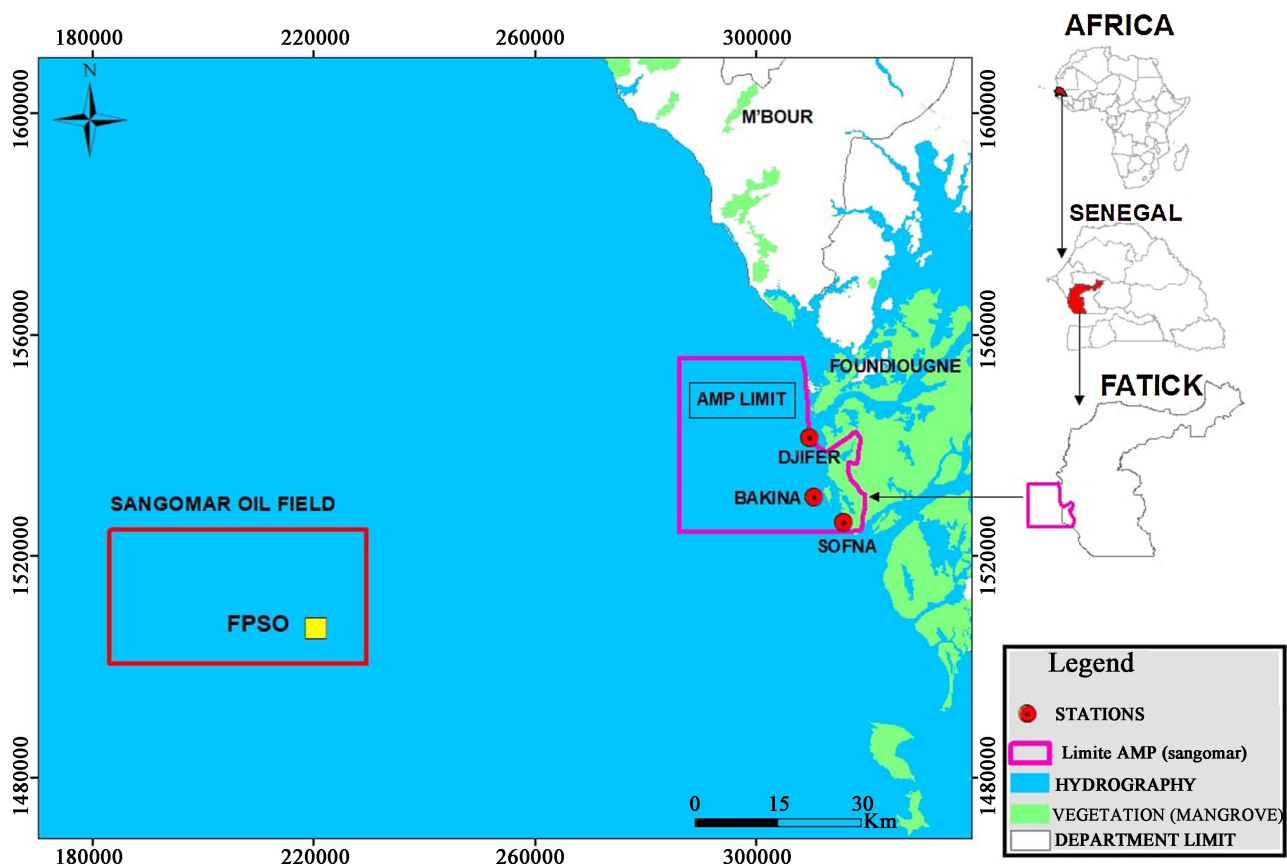 180000 220000 260000 300000
AFRICA
N
1600000
1600000
M'BOUR
SENEGAL
1560000
1560000
FOUNDIOUGNE
FATICK
AMP LIMIT
DJIFER
BAKINA
SANGOMAR OIL FIELD
SOFNA
1520000
1520000
FPSO
Legend
STATIONS
Limite AMP (sangomar)
HYDROGRAPHY
VEGETATION (MANGROVE)
DEPARTMENT LIMIT
1480000
1480000
0 15 30
Km
180000 220000 260000 300000